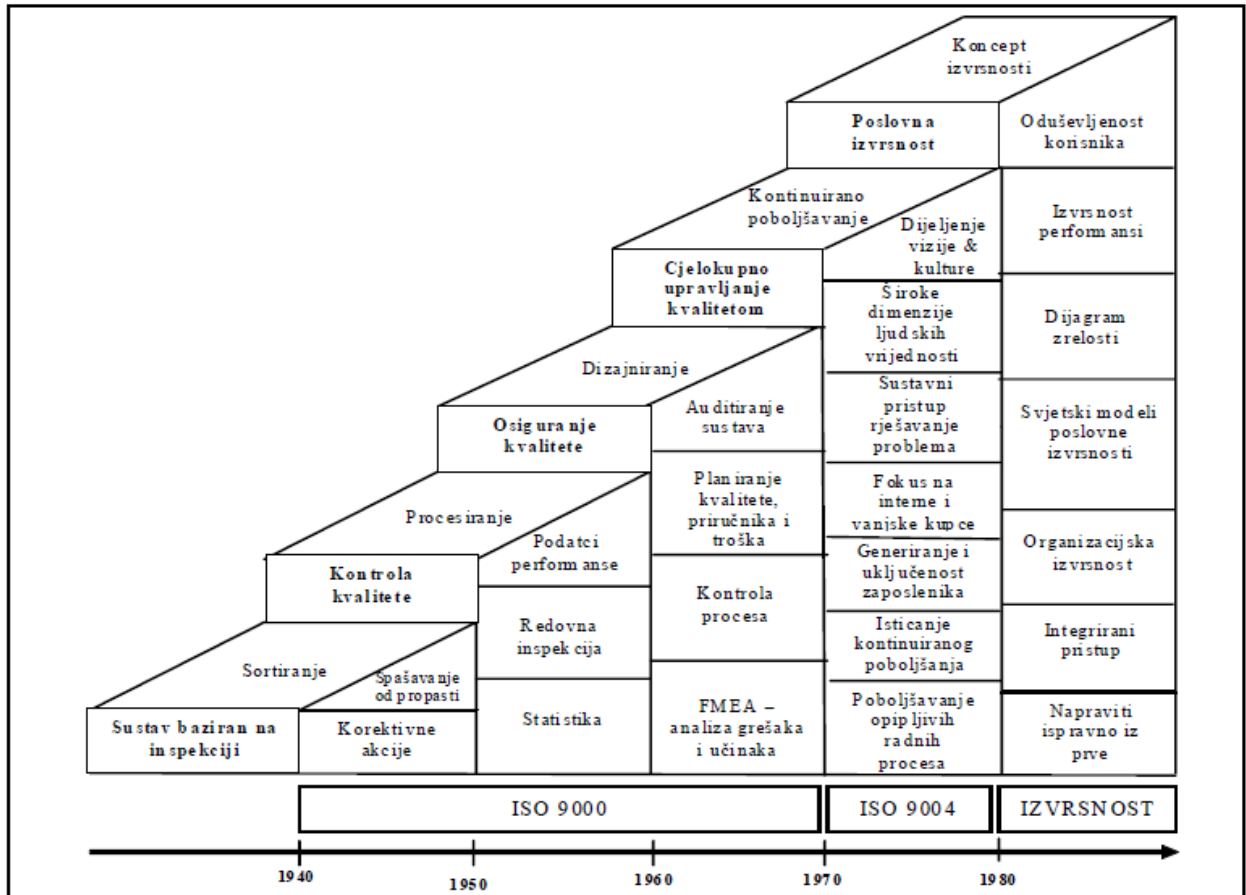 Koncept
izvrsnosti
Poslovna
izvrsnost
Oduševljenost
korisnika
Kontinuirano
poboljšavanje
Dijeljenje
vizije &
kulture
Izvrsnost
performansi
Cjelokupno
upravljanje
kvalitetom
Široke
dimenzije
ljudskih
vrijednosti
Dijagram
zrelosti
Dizajniranje
Auditiranje
sustava
Sustavni
pristup
rješavanje
problema
Svjetski modeli
poslovne
izvrsnosti
Osiguranje
kvalitete
Planiranje
kvalitete,
priručnika i
troška
Fokus na
interne i
vanjske kupce
Procesiranje
Podatci
performanse
Generiranje i
uključenost
zaposlenika
Organizacijska
izvrsnost
Kontrola
kvalitete
Redovna
inspekcija
Kontrola
procesa
Isticanje
kontinuiranog
poboljšanja
Integrirani
pristup
Sortiranje
Spašavanje
od propasti
Sustav baziran na
inspekciji
Korektivne
akcije
Statistika
FMEA –
analiza grešaka
i učinaka
Poboljšavanje
opipljivih
radnih
procesa
Napraviti
ispravno iz
prve
ISO 9000
ISO 9004
IZVRSNOST
1940
1950
1960
1970
1980